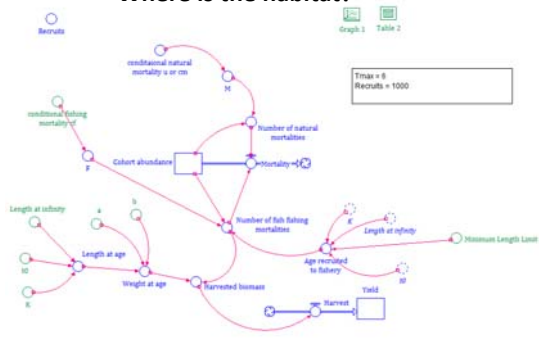 Where is the habitat?
Recruits
Graph 1
Table 2
conditaional natural
mortality u or cm
M
Tmax = 6
Recruits = 1000
conditional fishing
mortality cf
F
Number of natural
mortalities
Cohort abundance
Mortality
Length at infinity
a
b
Number of fish fishing
mortalities
K
Length at infinity
Minimum Length Limit
Length at age
Age recruited
to fishery
t0
Weight at age
Harvested biomass
t0
K
Harvest
Yield